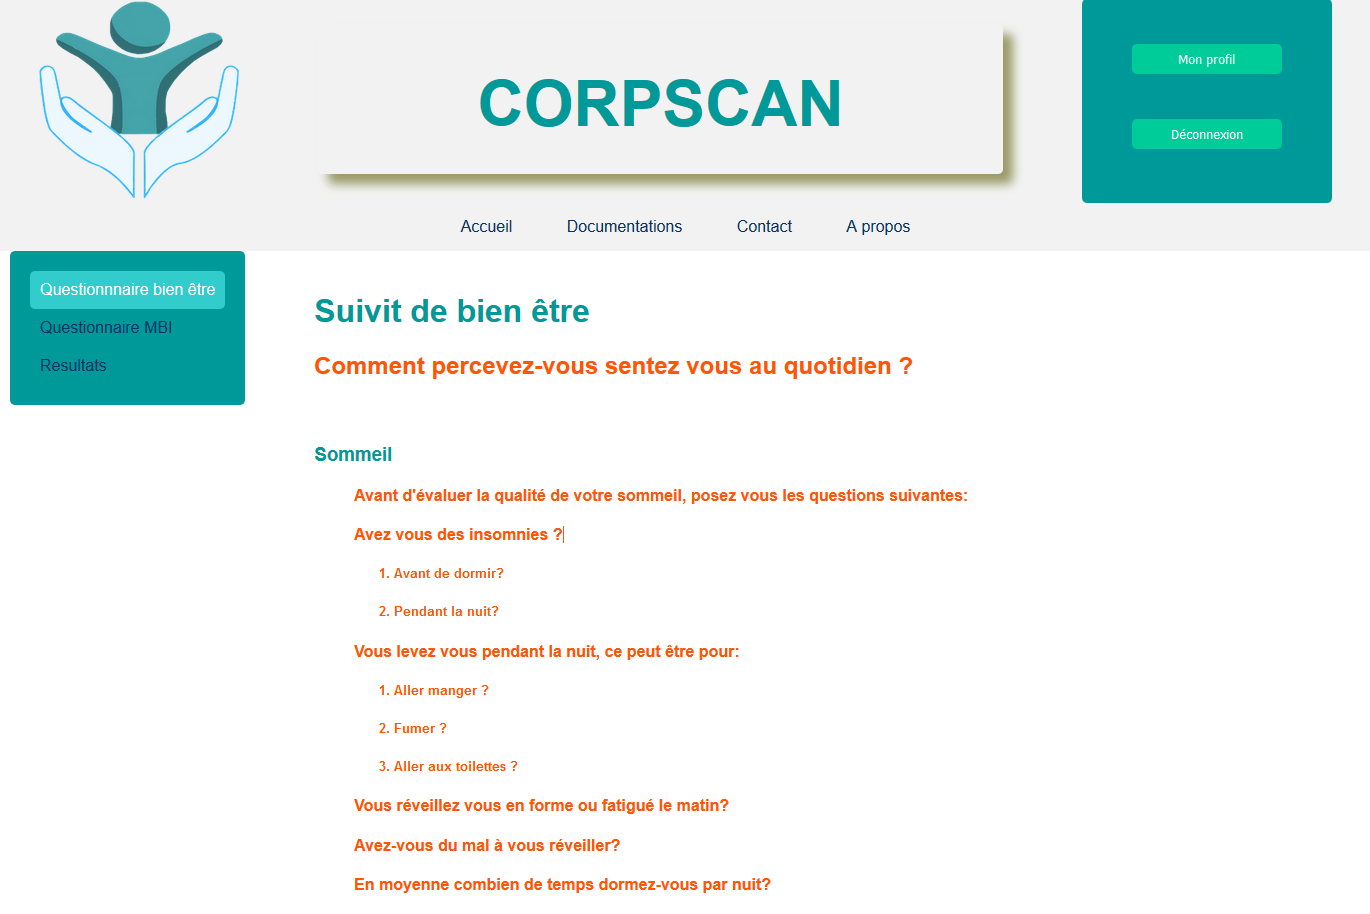 CORPSCAN
Mon profil
Déconnexion
Accueil Documentations Contact A propos
Questionnnaire bien être
Questionnaire MBI
Resultats
Suivit de bien être
Comment percevez-vous sentez vous au quotidien ?
Sommeil
Avant d'évaluer la qualité de votre sommeil, posez vous les questions suivantes:
Avez vous des insomnies ?
1. Avant de dormir?
2. Pendant la nuit?
Vous levez vous pendant la nuit, ce peut être pour:
1. Aller manger ?
2. Fumer ?
3. Aller aux toilettes ?
Vous réveillez vous en forme ou fatigué le matin?
Avez-vous du mal à vous réveiller?
En moyenne combien de temps dormez-vous par nuit?